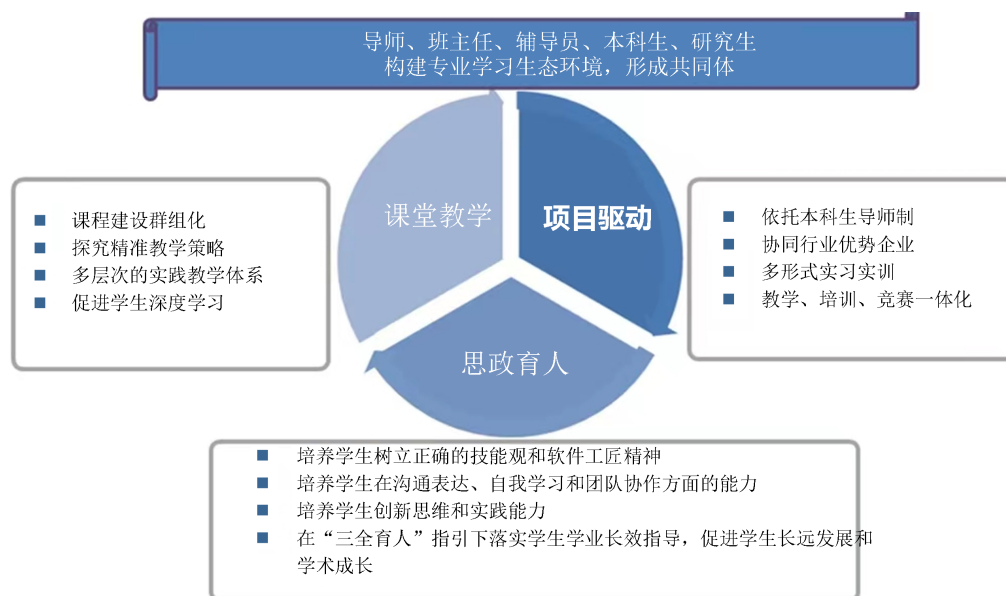 导师、班主任、辅导员、本科生、研究生
构建专业学习生态环境，形成共同体
课堂教学
项目驱动
思政育人
课程建设群组化
探究精准教学策略
多层次的实践教学体系
促进学生深度学习
依托本科生导师制
协同行业优势企业
多形式实习实训
教学、培训、竞赛一体化
培养学生树立正确的技能观和软件工匠精神
培养学生在沟通表达、自我学习和团队协作方面的能力
培养学生创新思维和实践能力
在“三全育人”指引下落实学生学业长效指导，促进学生长远发展和
学术成长